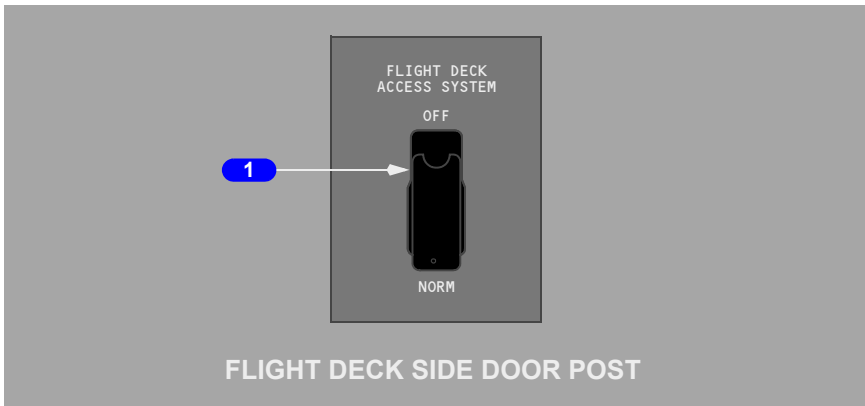 FLIGHT DECK
ACCESS SYSTEM
OFF
1
NORM
FLIGHT DECK SIDE DOOR POST